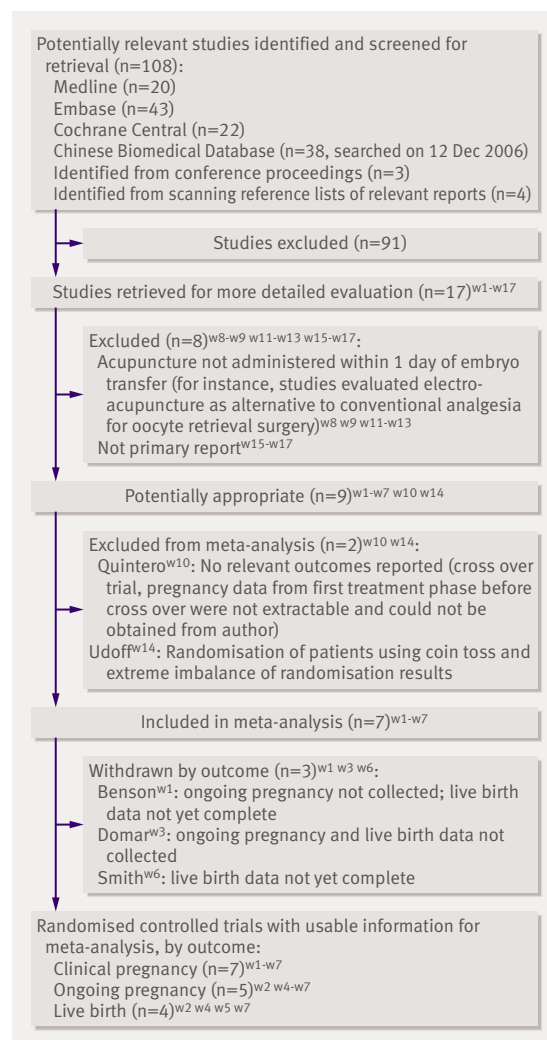 Potentially relevant studies identified and screened for
retrieval (n=108):
Medline (n=20)
Embase (n=43)
Cochrane Central (n=22)
Chinese Biomedical Database (n=38, searched on 12 Dec 2006)
Identified from conference proceedings (n=3)
Identified from scanning reference lists of relevant reports (n=4)
Studies excluded (n=91)
Studies retrieved for more detailed evaluation (n=17)w1-w17
Excluded (n=8)w8-w9 w11-w13 w15-w17:
Acupuncture not administered within 1 day of embryo
transfer (for instance, studies evaluated electro-
acupuncture as alternative to conventional analgesia
for oocyte retrieval surgery)w8 w9 w11-w13
Not primary reportw15-w17
Potentially appropriate (n=9)w1-w7 w10 w14
Excluded from meta-analysis (n=2)w10 w14:
Quinterow10: No relevant outcomes reported (cross over
trial, pregnancy data from first treatment phase before
cross over were not extractable and could not be
obtained from author)
Udoffw14: Randomisation of patients using coin toss and
extreme imbalance of randomisation results
Included in meta-analysis (n=7)w1-w7
Withdrawn by outcome (n=3)w1 w3 w6:
Bensonw1: ongoing pregnancy not collected; live birth
data not yet complete
Domarw3: ongoing pregnancy and live birth data not
collected
Smithw6: live birth data not yet complete
Randomised controlled trials with usable information for
meta-analysis, by outcome:
Clinical pregnancy (n=7)w1-w7
Ongoing pregnancy (n=5)w2 w4-w7
Live birth (n=4)w2 w4 w5 w7